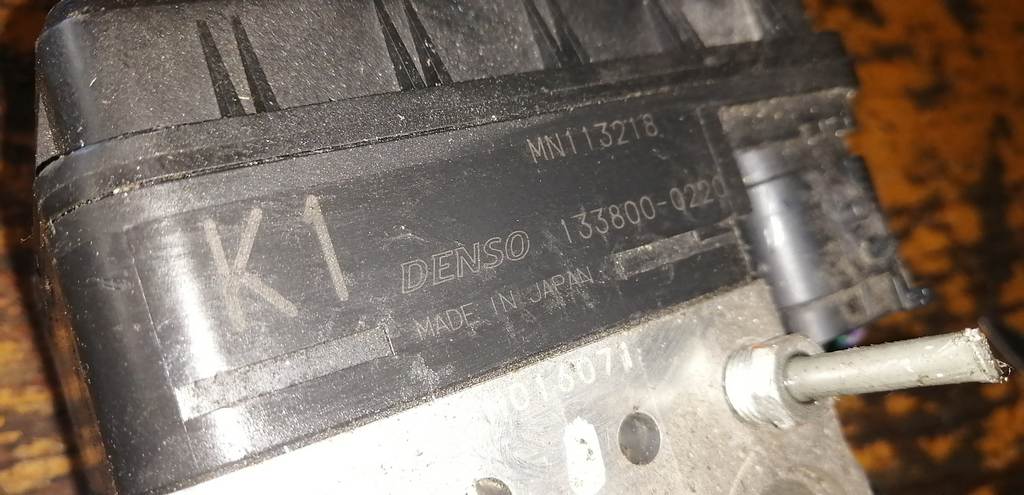 MN113218
K1
DENSO 133800-0220
MADE IN JAPAN